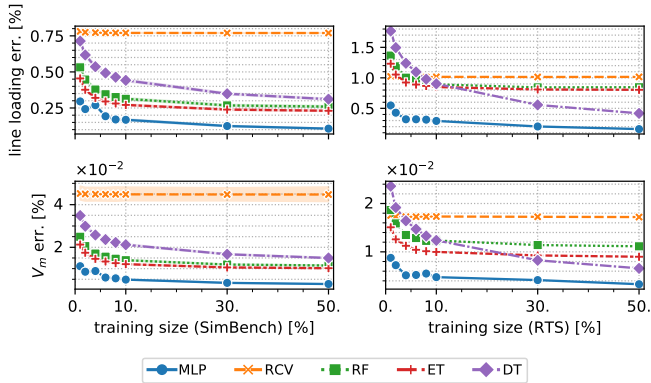 line loading err. [%]
0.75
0.50
0.25
1.5
1.0
0.5
×10⁻²
×10⁻²
V_m err. [%]
4
2
2
1
0. 10. 30. 50.
0. 10. 30. 50.
training size (SimBench) [%]
training size (RTS) [%]
MLP RCV RF ET DT